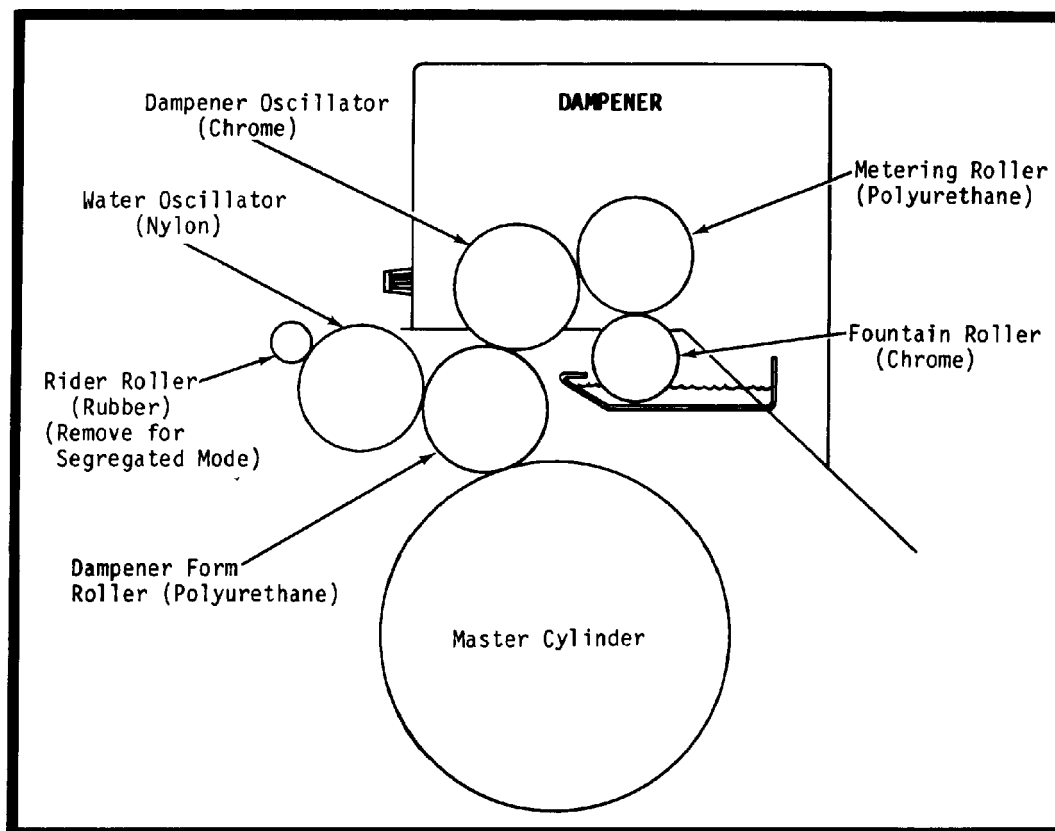 DAMPENER
Dampener Oscillator
(Chrome)
Metering Roller
(Polyurethane)
Water Oscillator
(Nylon)
Fountain Roller
(Chrome)
Rider Roller
(Rubber)
(Remove for
Segregated Mode)
Dampener Form
Roller (Polyurethane)
Master Cylinder